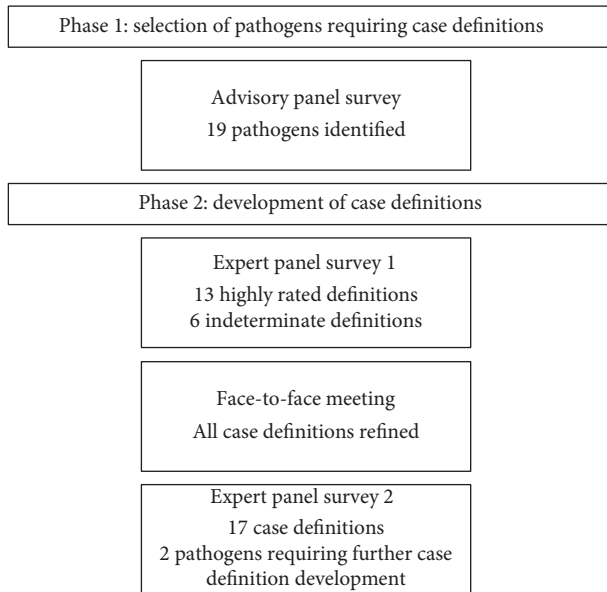 Phase 1: selection of pathogens requiring case definitions
Advisory panel survey
19 pathogens identified
Phase 2: development of case definitions
Expert panel survey 1
13 highly rated definitions
6 indeterminate definitions
Face-to-face meeting
All case definitions refined
Expert panel survey 2
17 case definitions
2 pathogens requiring further case
definition development